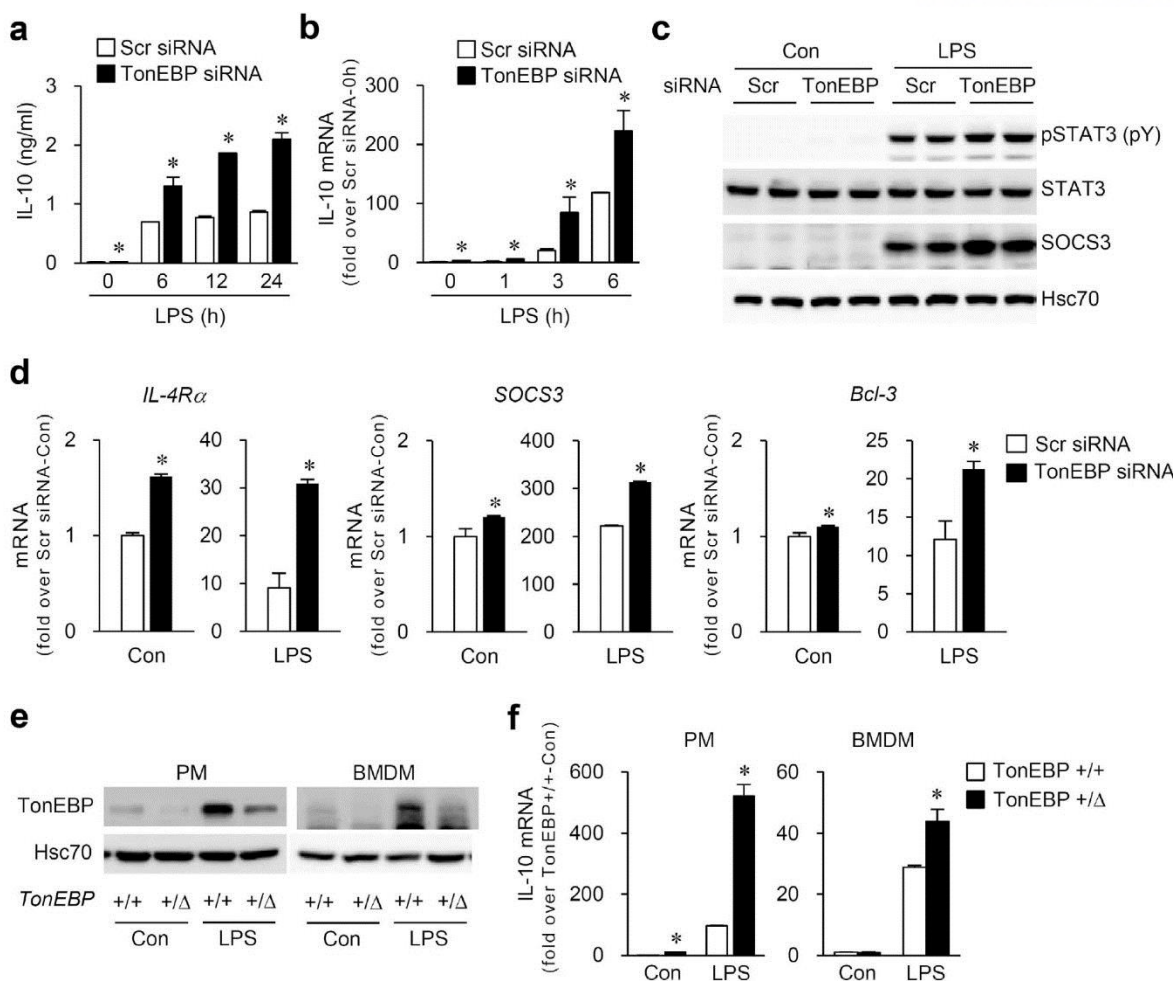 a
Scr siRNA
TonEBP siRNA
IL-10 (ng/ml)
3
2
1
0
* * * *
0 6 12 24
LPS (h)
b
Scr siRNA
TonEBP siRNA
IL-10 mRNA
(fold over Scr siRNA-0h)
300
200
100
0
* * * *
0 1 3 6
LPS (h)
c
Con LPS
siRNA Scr TonEBP Scr TonEBP
pSTAT3 (pY)
STAT3
SOCS3
Hsc70
d
IL-4Rα
mRNA
(fold over Scr siRNA-Con)
2
1
0
*
Con
40
30
20
10
0
*
LPS
SOCS3
mRNA
(fold over Scr siRNA-Con)
2
1
0
*
Con
400
300
200
100
0
*
LPS
Bcl-3
mRNA
(fold over Scr siRNA-Con)
2
1
0
*
Con
25
20
15
10
5
0
*
LPS
Scr siRNA
TonEBP siRNA
e
PM BMDM
TonEBP
Hsc70
TonEBP +/+ +/Δ +/+ +/Δ +/+ +/Δ +/+ +/Δ
Con LPS Con LPS
f
PM
IL-10 mRNA
(fold over TonEBP+/+-Con)
600
400
200
0
* *
Con LPS
BMDM
60
40
20
0
*
Con LPS
TonEBP +/+
TonEBP +/Δ